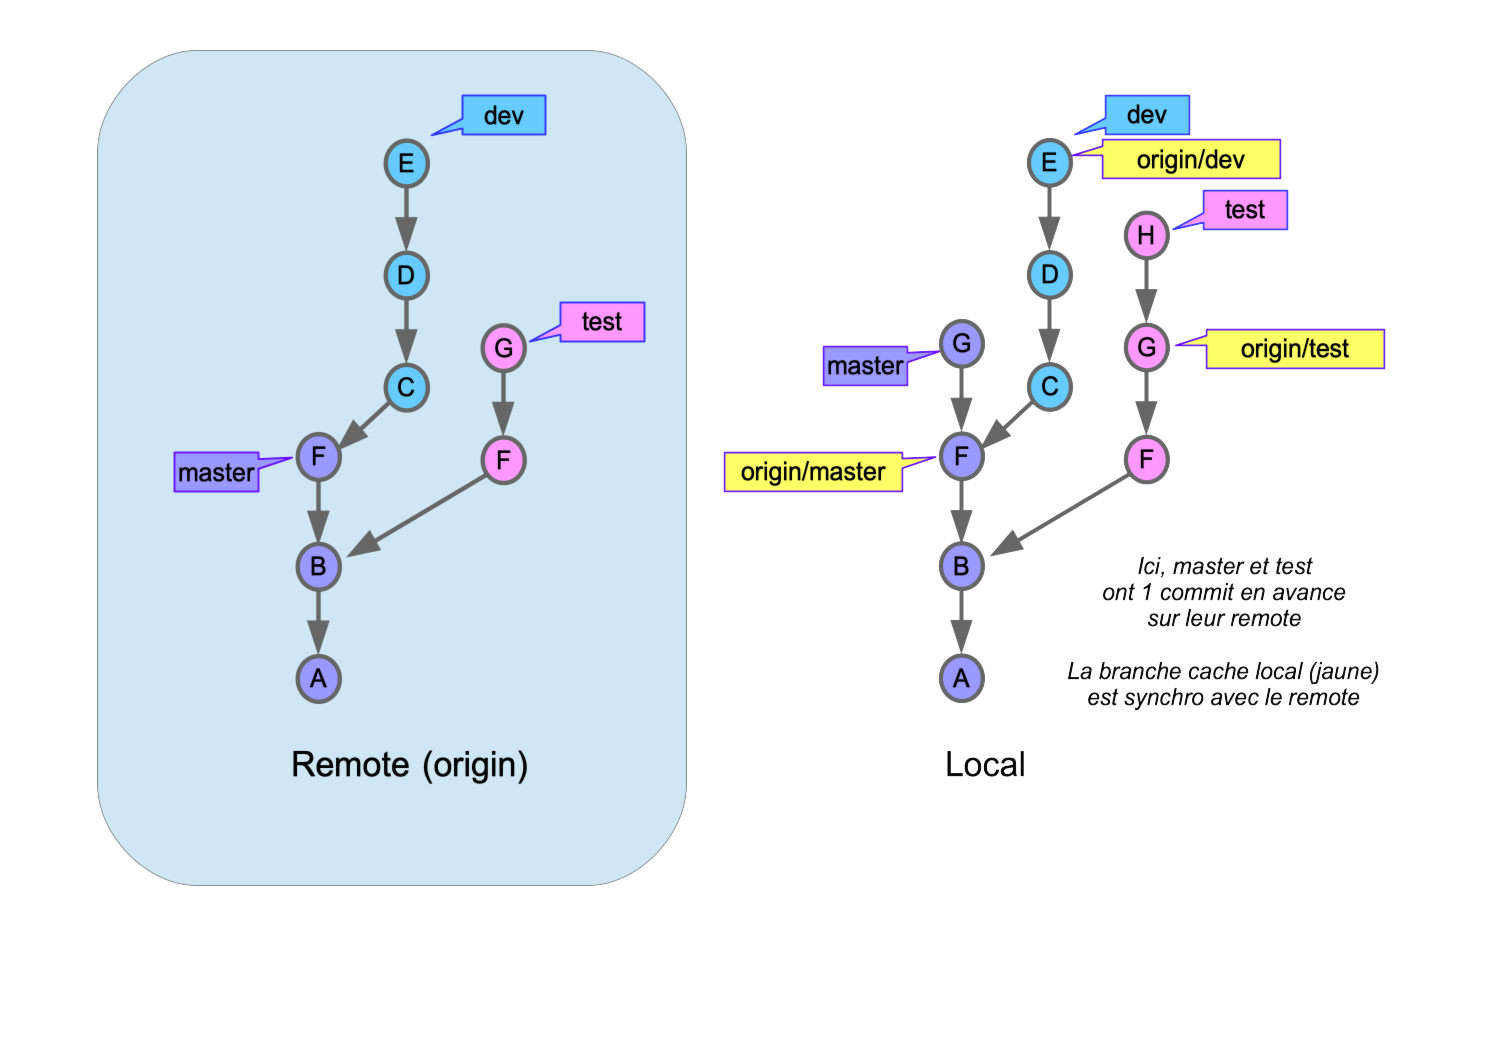 dev
E
D
C
test
G
F
master
F
B
A
Remote (origin)
dev
E
origin/dev
test
H
D
G
master
G
origin/test
C
origin/master
F
F
B
A
Ici, master et test
ont 1 commit en avance
sur leur remote
La branche cache local (jaune)
est synchro avec le remote
Local